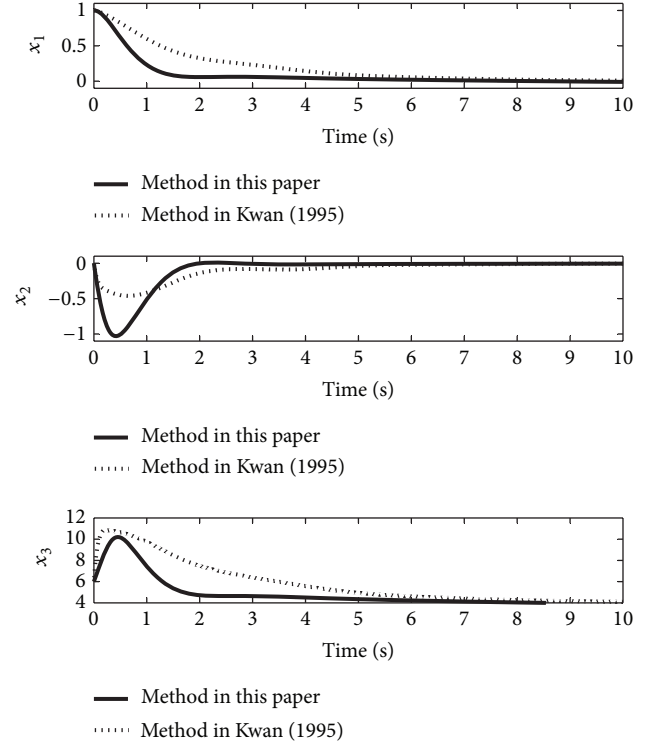 1
0.5
0
x1
0 1 2 3 4 5 6 7 8 9 10
Time (s)
Method in this paper
Method in Kwan (1995)
0
−0.5
−1
x2
0 1 2 3 4 5 6 7 8 9 10
Time (s)
Method in this paper
Method in Kwan (1995)
12
10
8
6
4
x3
0 1 2 3 4 5 6 7 8 9 10
Time (s)
Method in this paper
Method in Kwan (1995)